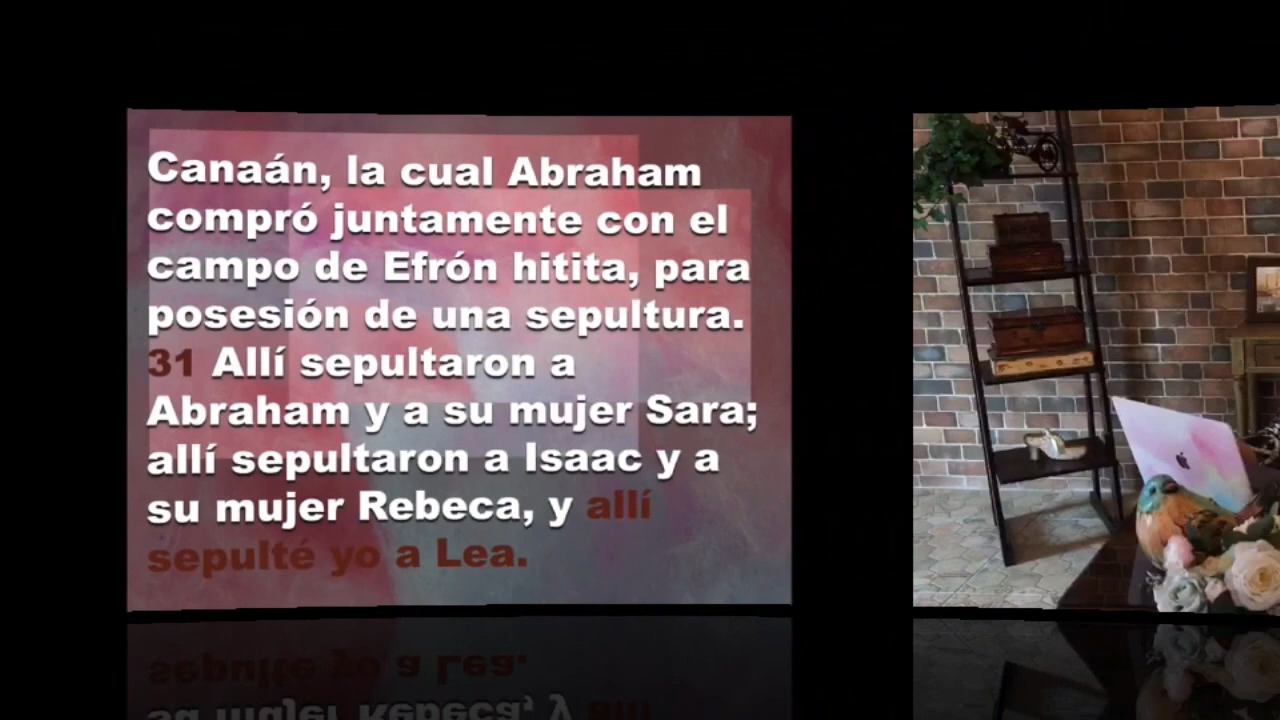 Canaán, la cual Abraham
compró juntamente con el
campo de Efrón hitita, para
posesión de una sepultura.
31 Allí sepultaron a
Abraham y a su mujer Sara;
allí sepultaron a Isaac y a
su mujer Rebeca, y allí
sepulté yo a Lea.